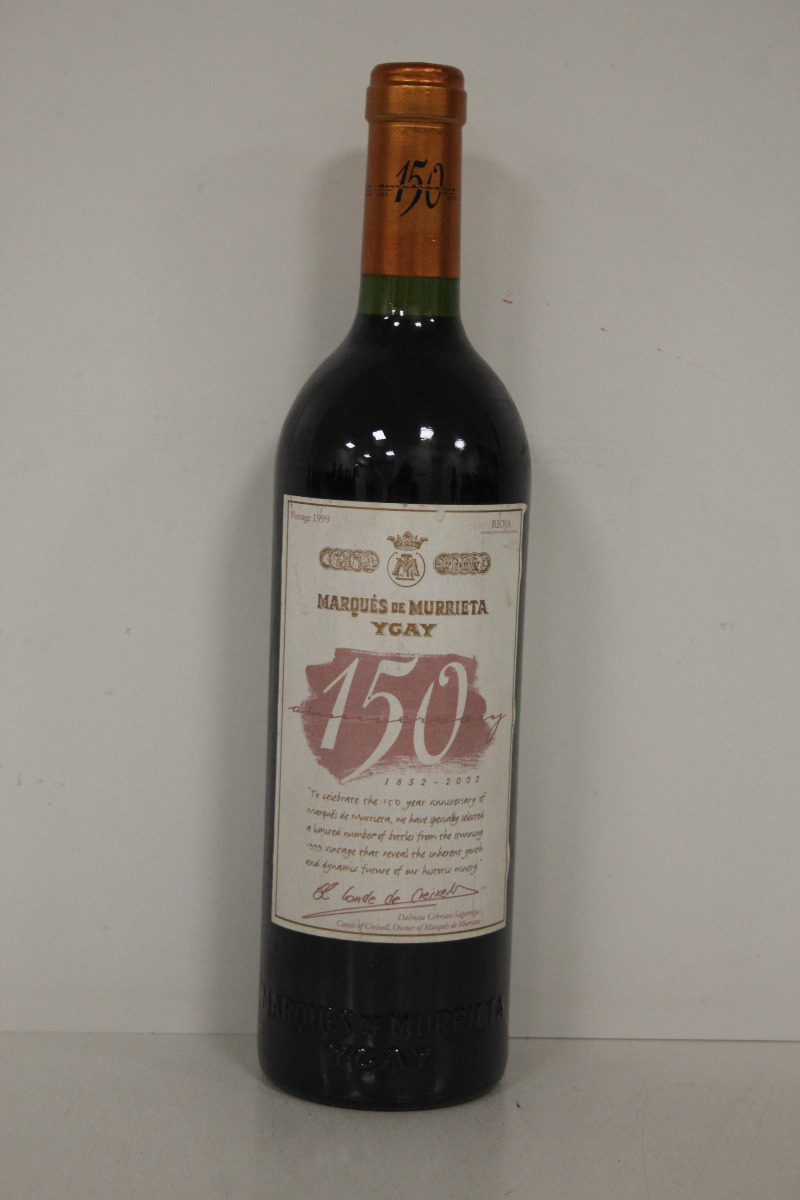 150
anniversary
Vintage 1999
RIOJA
MARQUÉS DE MURRIETA
YGAY
150
anniversary
1852-2002
"To celebrate the 150 year anniversary of
Marqués de Murrieta, we have specially selected
a limited number of bottles from the stunning
1999 vintage that reveal the inherent youth
and dynamic future of our historic winery."
El Conde de Creixell
Dalmau Cebrian-Sagarriga
Count of Creixell, Owner of Marqués de Murrieta
MARQUÉS DE MURRIETA
YGAY